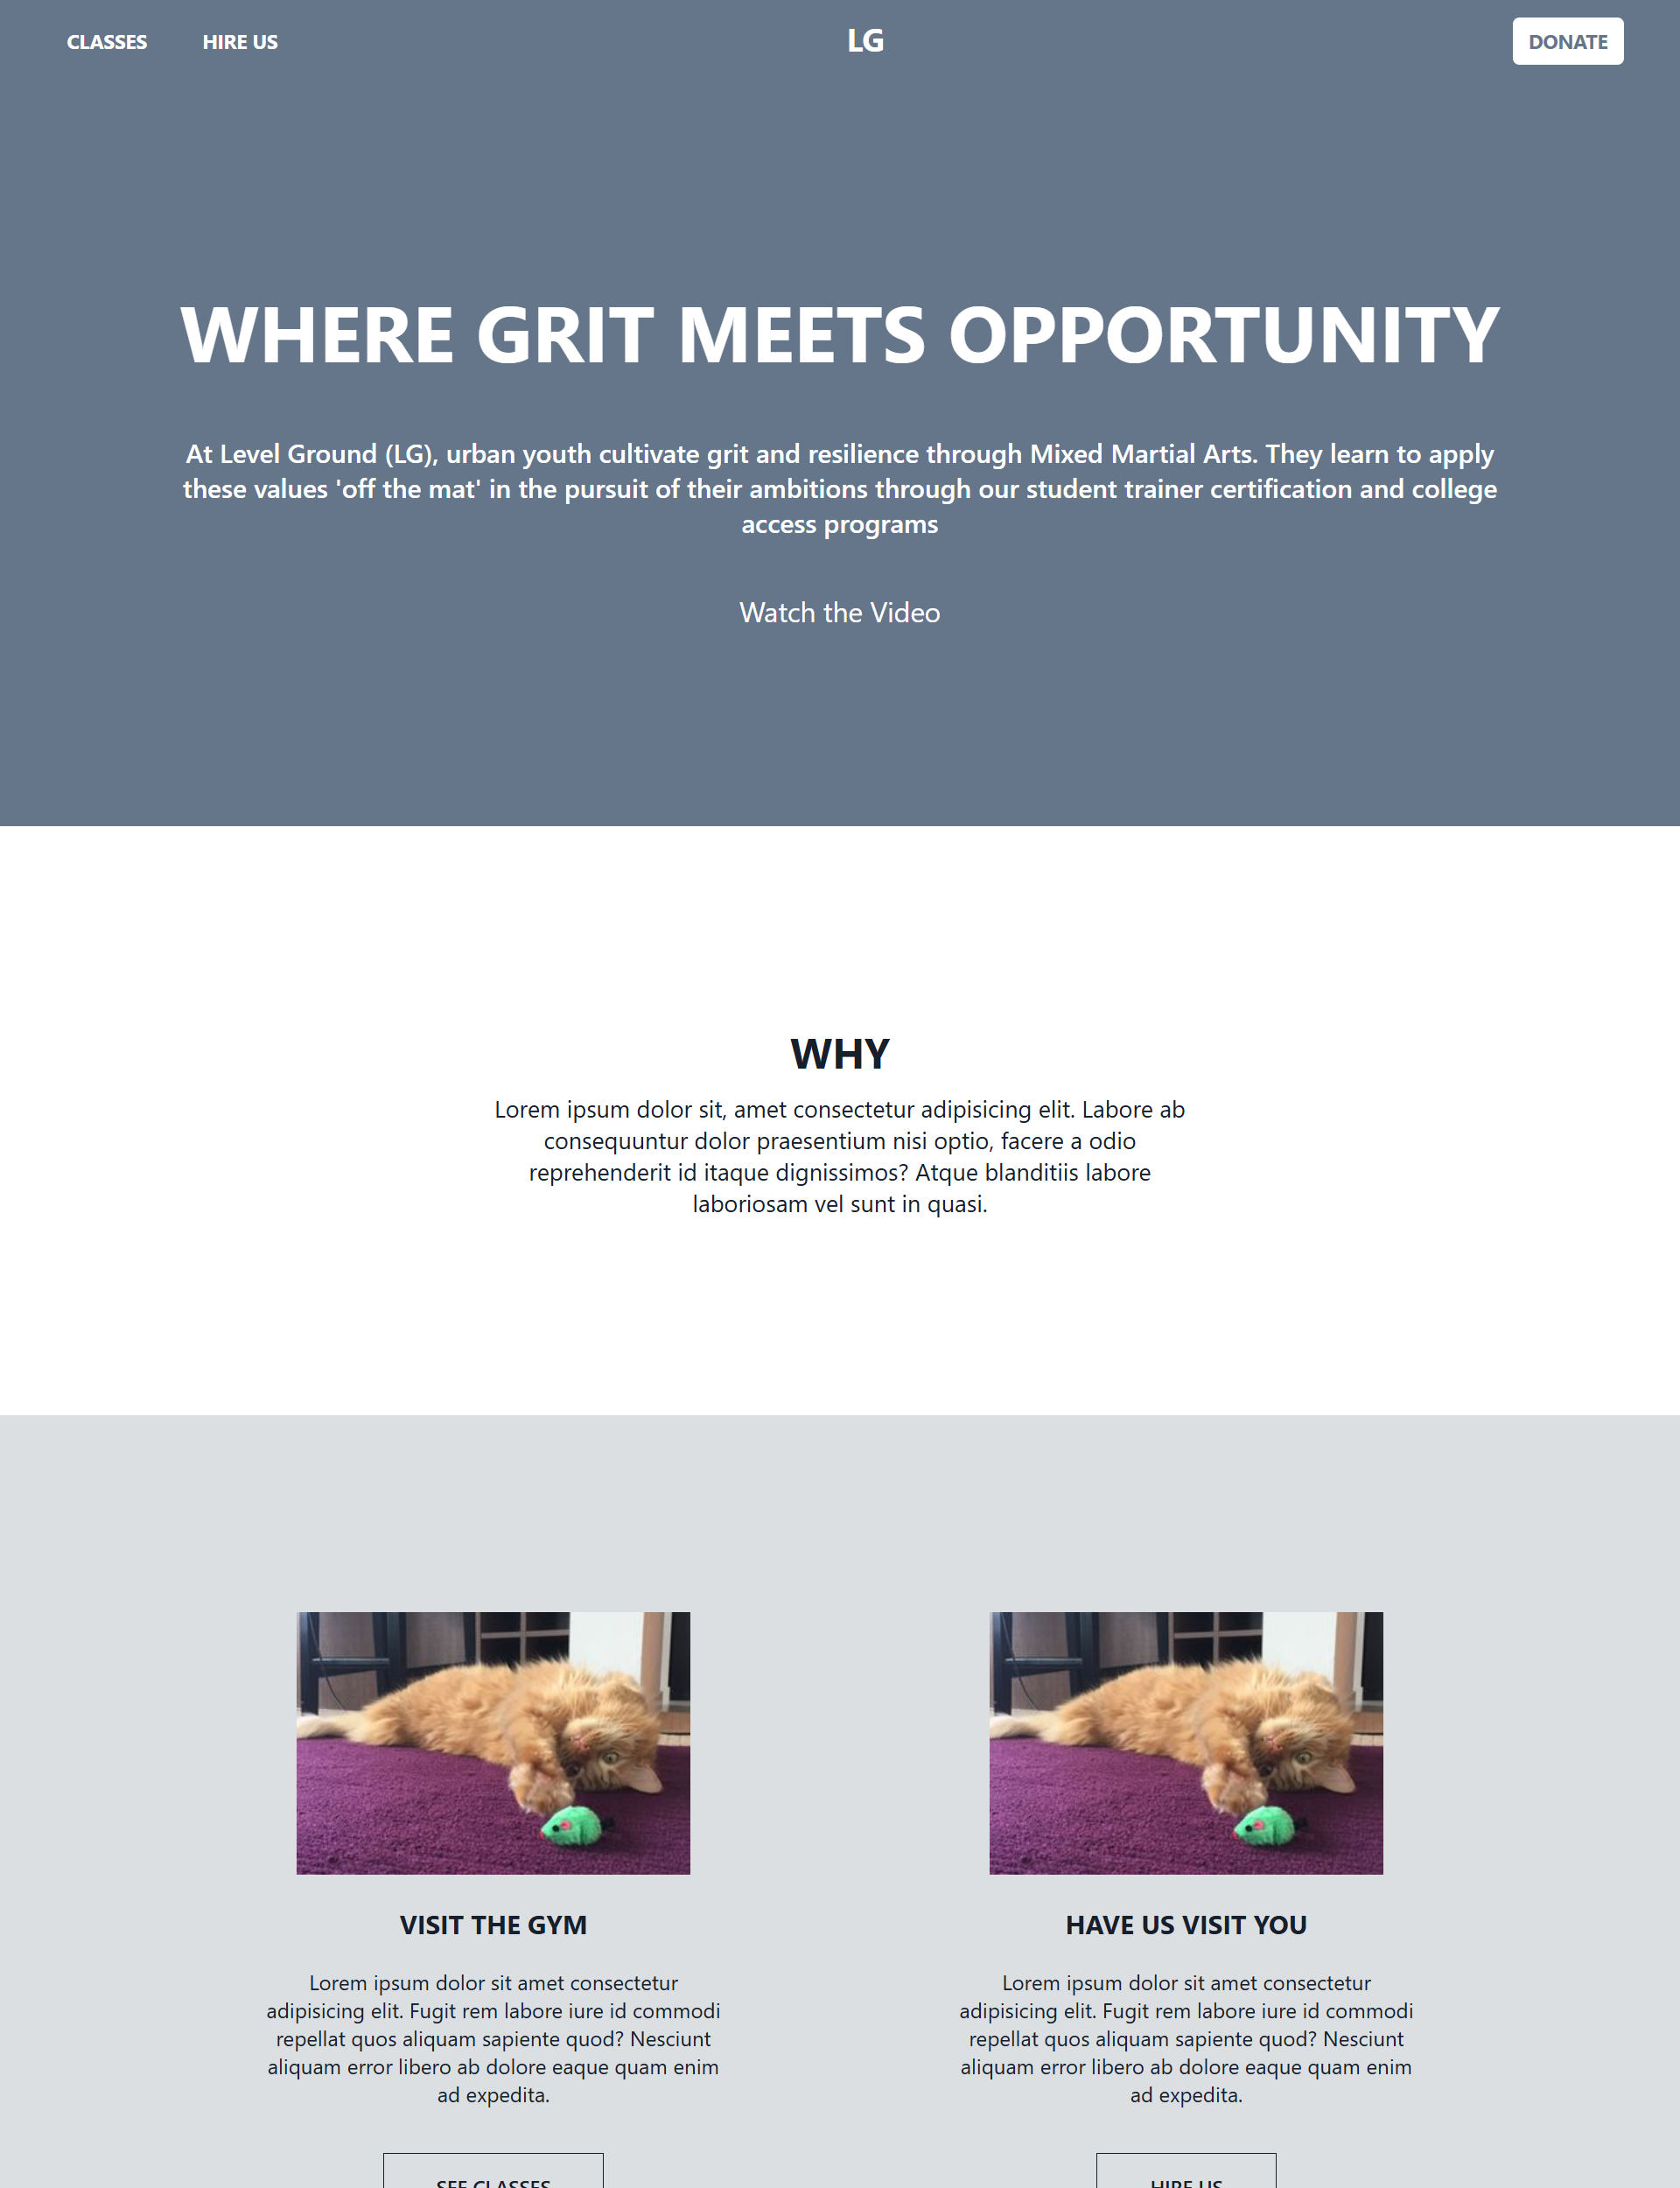 CLASSES HIRE US LG DONATE
WHERE GRIT MEETS OPPORTUNITY
At Level Ground (LG), urban youth cultivate grit and resilience through Mixed Martial Arts. They learn to apply
these values 'off the mat' in the pursuit of their ambitions through our student trainer certification and college
access programs
Watch the Video
WHY
Lorem ipsum dolor sit, amet consectetur adipisicing elit. Labore ab
consequuntur dolor praesentium nisi optio, facere a odio
reprehenderit id itaque dignissimos? Atque blanditiis labore
laboriosam vel sunt in quasi.
VISIT THE GYM
Lorem ipsum dolor sit amet consectetur
adipisicing elit. Fugit rem labore iure id commodi
repellat quos aliquam sapiente quod? Nesciunt
aliquam error libero ab dolore eaque quam enim
ad expedita.
SEE CLASSES
HAVE US VISIT YOU
Lorem ipsum dolor sit amet consectetur
adipisicing elit. Fugit rem labore iure id commodi
repellat quos aliquam sapiente quod? Nesciunt
aliquam error libero ab dolore eaque quam enim
ad expedita.
HIRE US